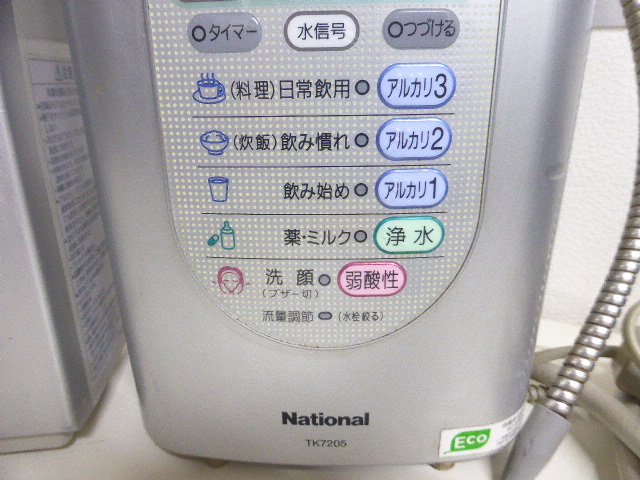 タイマー 水信号 つづける
(料理)日常飲用 アルカリ3
(炊飯)飲み慣れ アルカリ2
飲み始め アルカリ1
薬・ミルク 浄水
洗顔 弱酸性
(ブザー切)
流量調節 (水栓絞る)
National
TK7205
Eco